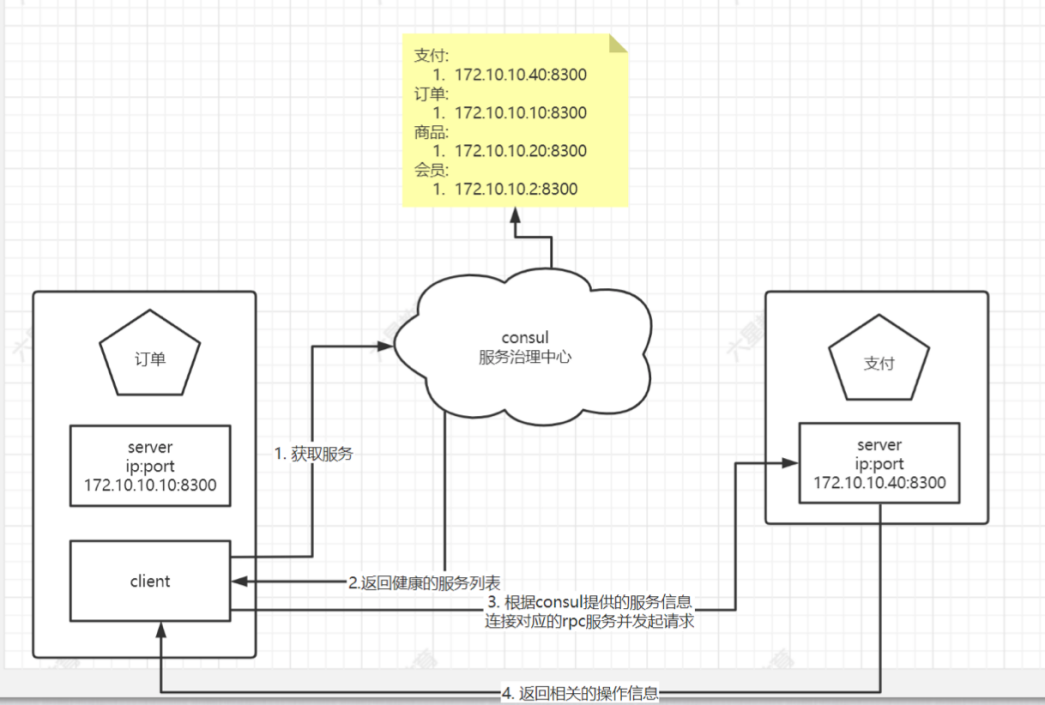 支付:
1. 172.10.10.40:8300
订单:
1. 172.10.10.10:8300
商品:
1. 172.10.10.20:8300
会员:
1. 172.10.10.2:8300
consul
服务治理中心
订单
server
ip:port
172.10.10.10:8300
client
支付
server
ip:port
172.10.10.40:8300
1. 获取服务
2.返回健康的服务列表
3. 根据consul提供的服务信息
连接对应的rpc服务并发起请求
4. 返回相关的操作信息